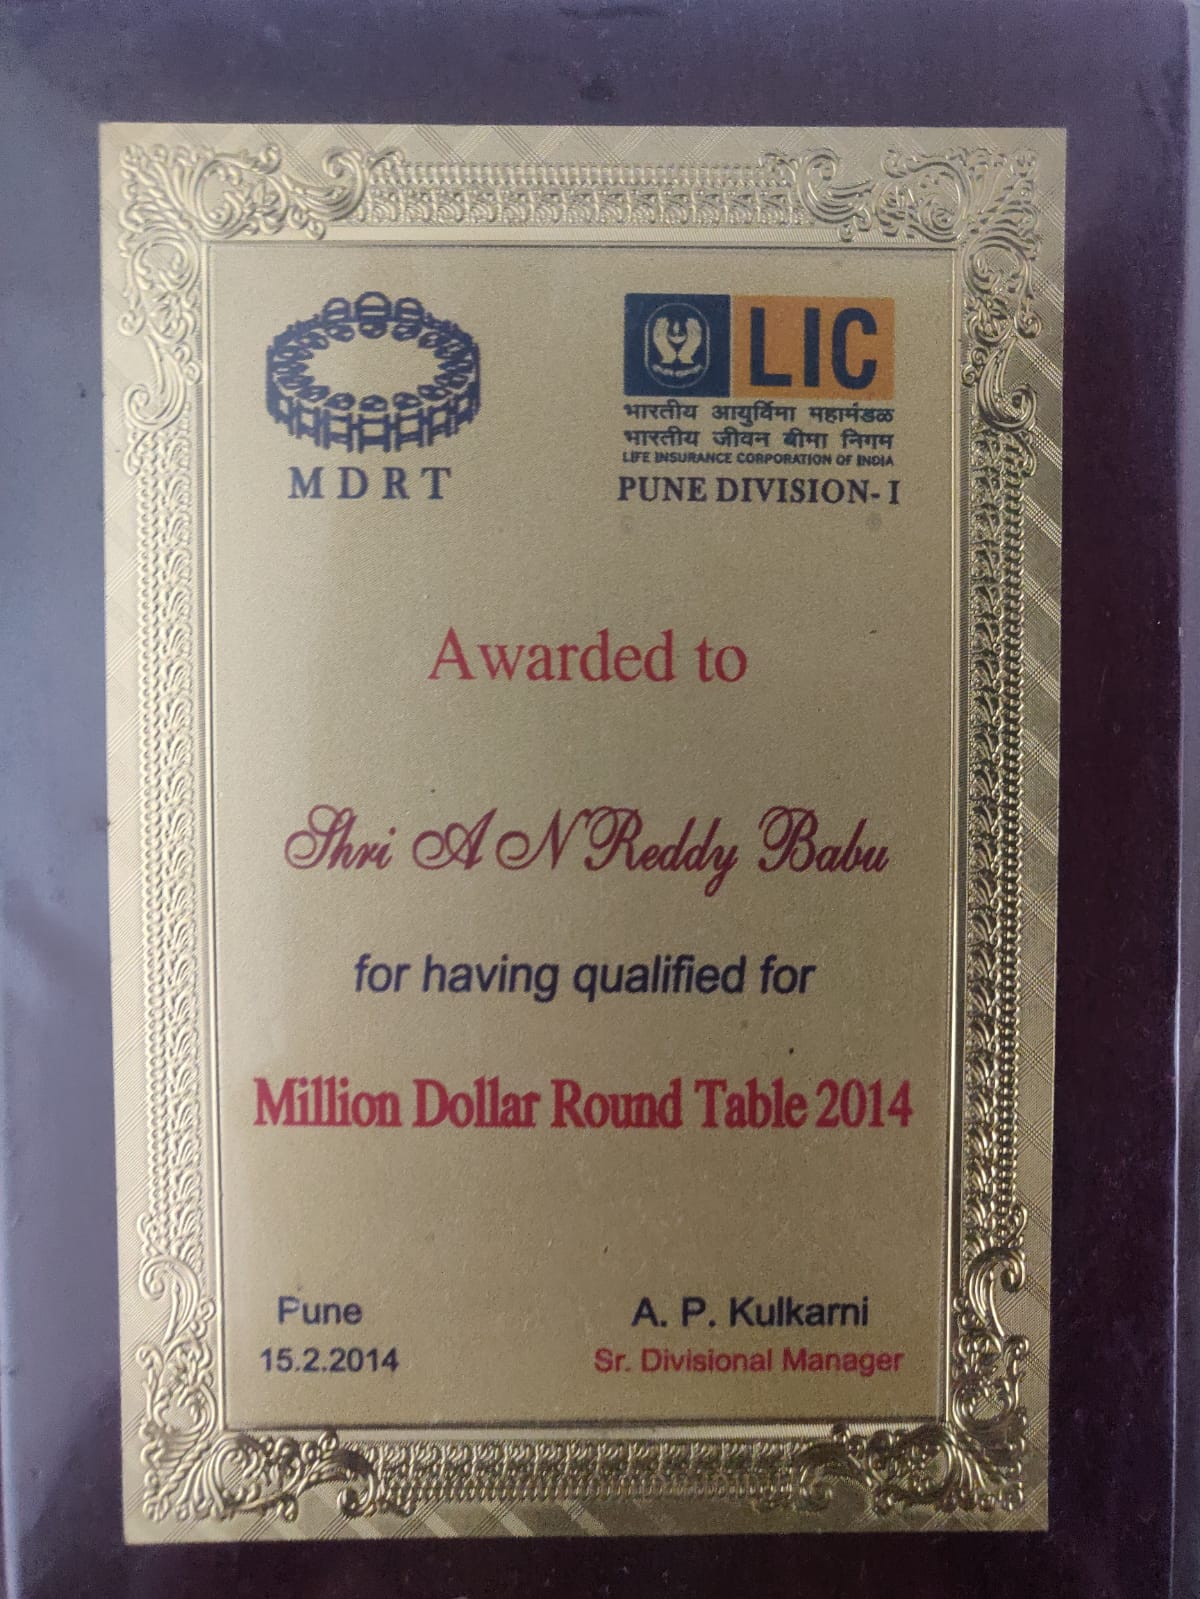 MDRT
LIC
भारतीय आयुर्विमा महामंडळ
भारतीय जीवन बीमा निगम
LIFE INSURANCE CORPORATION OF INDIA
PUNE DIVISION- I
Awarded to
Shri A N Reddy Babu
for having qualified for
Million Dollar Round Table 2014
Pune
15.2.2014
A. P. Kulkarni
Sr. Divisional Manager